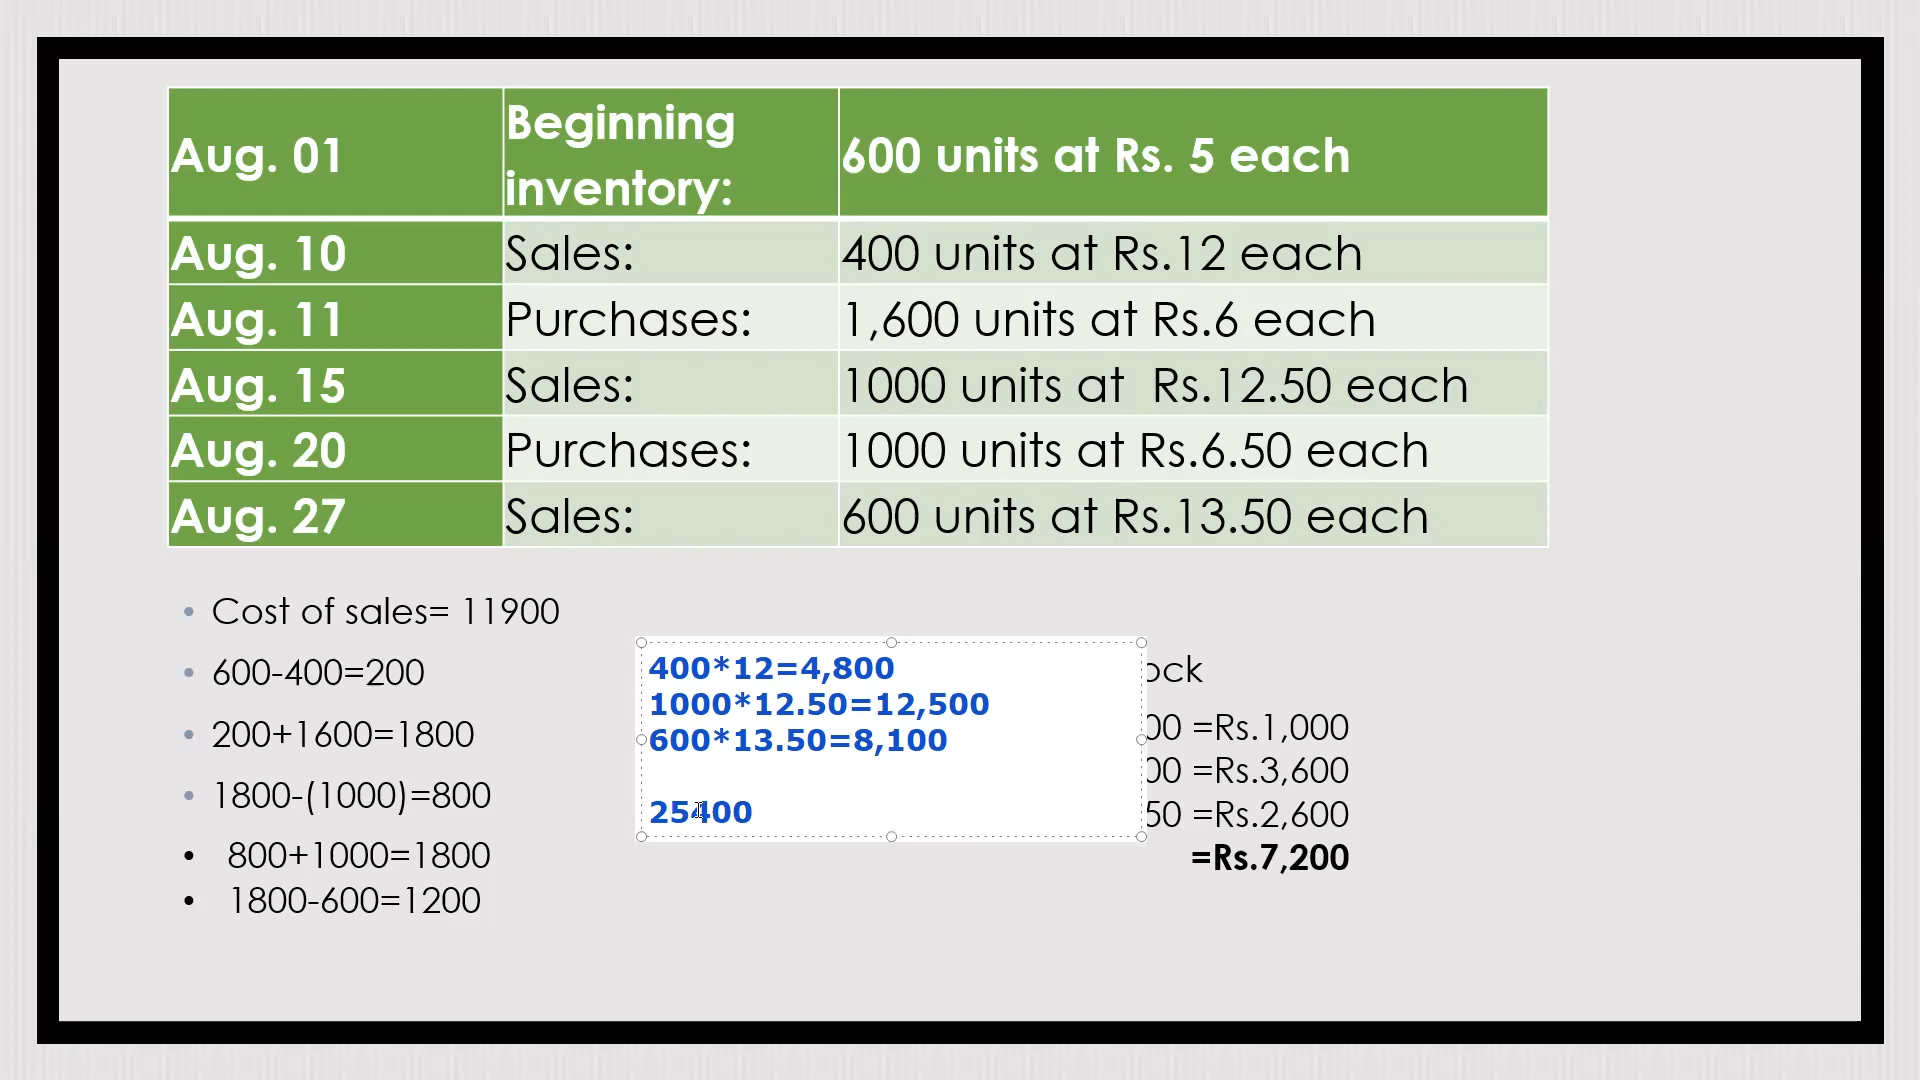 Aug. 01 Beginning inventory: 600 units at Rs. 5 each
Aug. 10 Sales: 400 units at Rs.12 each
Aug. 11 Purchases: 1,600 units at Rs.6 each
Aug. 15 Sales: 1000 units at Rs.12.50 each
Aug. 20 Purchases: 1000 units at Rs.6.50 each
Aug. 27 Sales: 600 units at Rs.13.50 each
• Cost of sales= 11900
• 600-400=200
• 200+1600=1800
• 1800-(1000)=800
• 800+1000=1800
• 1800-600=1200
400*12=4,800
1000*12.50=12,500
600*13.50=8,100
25400
=Rs.1,000
=Rs.3,600
=Rs.2,600
=Rs.7,200